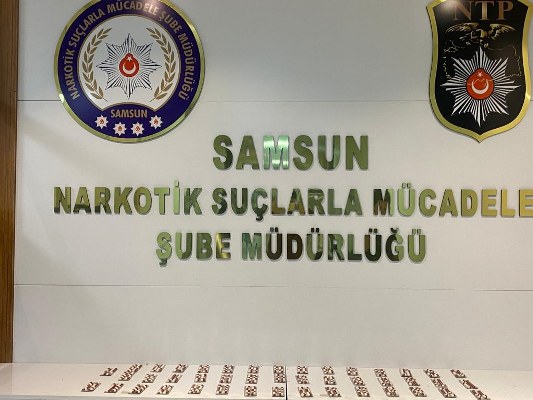 NARKOTİK SUÇLARLA MÜCADELE ŞUBE MÜDÜRLÜĞÜ
SAMSUN
NTP
SAMSUN
NARKOTİK SUÇLARLA MÜCADELE
ŞUBE MÜDÜRLÜĞÜ